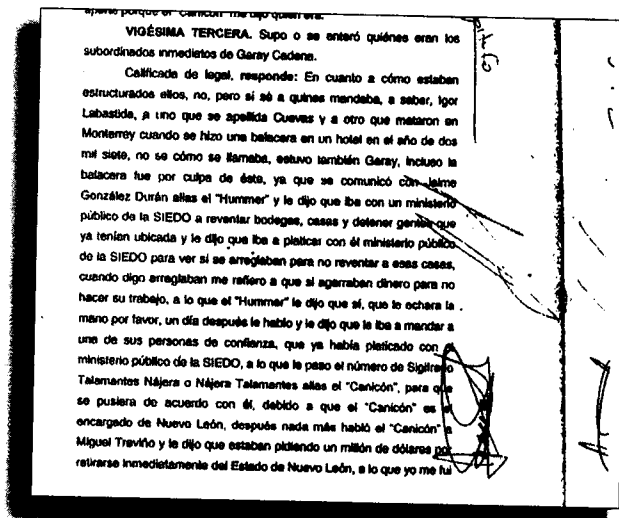 aparte porque el "Canicón" me dijo quien era.
VIGÉSIMA TERCERA. Supo o se enteró quiénes eran los
subordinados inmediatos de Garay Cadena.
Calificada de legal, responde: En cuanto a cómo estaban
estructurados ellos, no, pero si sé a quines mandaba, a saber, Igor
Labastida, a uno que se apellida Cuevas y a otro que mataron en
Monterrey cuando se hizo una balacera en un hotel en el año de dos
mil siete, no se cómo se llamaba, estuvo también Garay, incluso la
balacera fue por culpa de éste, ya que se comunicó con Jaime
González Durán alias el "Hummer" y le dijo que iba con un ministerio
público de la SIEDO a reventar bodegas, casas y detener gentes que
ya tenían ubicada y le dijo que iba a platicar con él ministerio público
de la SIEDO para ver si se arreglaban para no reventar a esas casas,
cuando digo arreglaban me refiero a que si agarraban dinero para no
hacer su trabajo, a lo que el "Hummer" le dijo que si, que le echara la
mano por favor, un día después le hablo y le dijo que le iba a mandar a
una de sus personas de confianza, que ya había platicado con el
ministerio público de la SIEDO, a lo que le paso el número de Sigifredo
Talamantes Nájera o Nájera Talamantes alias el "Canicón", para que
se pusiera de acuerdo con él, debido a que el "Canicón" es el
encargado de Nuevo León, después nada más habló el "Canicón" a
Miguel Treviño y le dijo que estaban pidiendo un millón de dólares por
retirarse inmediatamente del Estado de Nuevo León, a lo que yo me fui